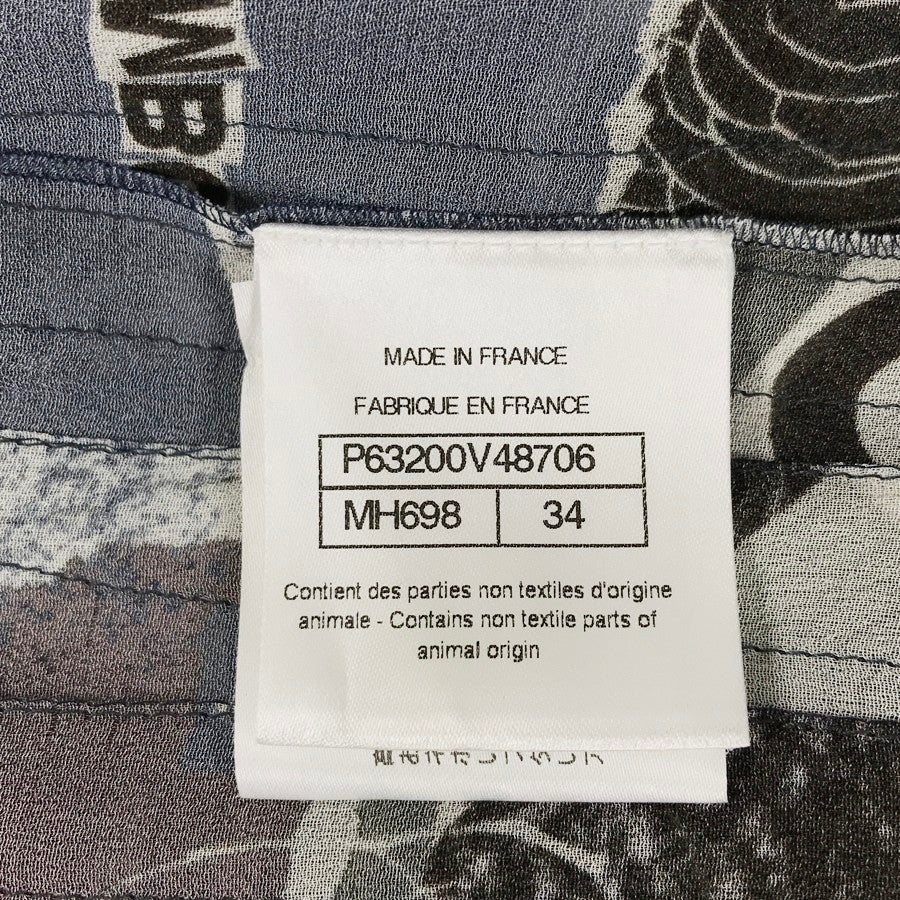 WB
MADE IN FRANCE
FABRIQUE EN FRANCE
P63200V48706
MH698 34
Contient des parties non textiles d'origine
animale - Contains non textile parts of
animal origin